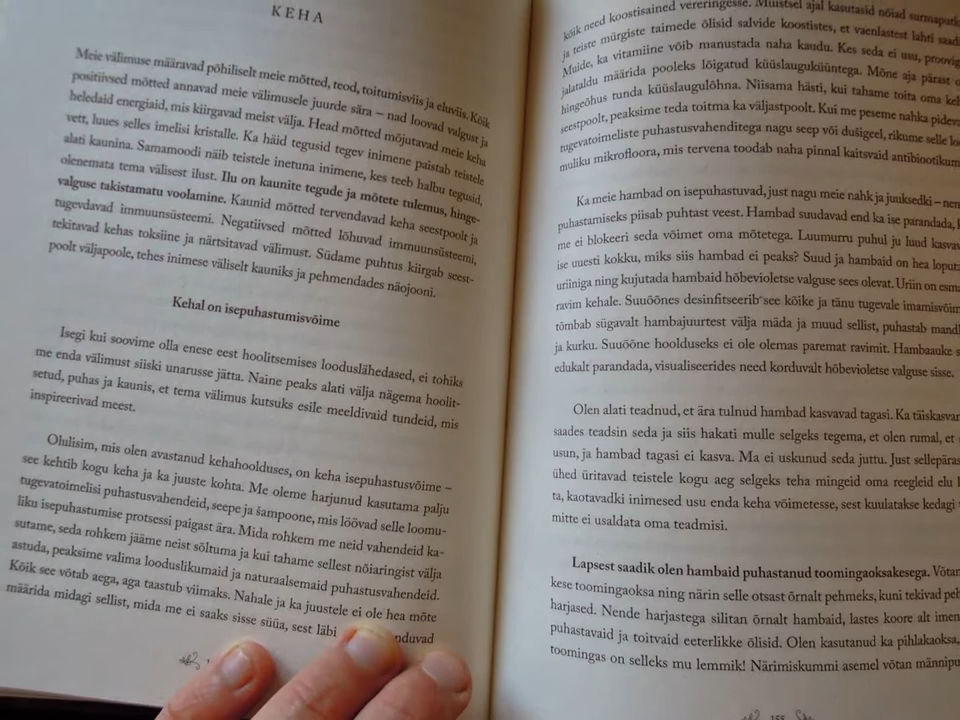 KEHA
Meie välimuse määravad põhiliselt meie mõtted, teod, toitumisviis ja eluviis. Kõik
positiivsed mõtted annavad meie välimusele juurde sära – nad loovad valgust ja
heledaid energiaid, mis kiirgavad meist välja. Head mõtted mõjutavad meie keha
vett, luues selles imelisi kristalle. Ka häid tegusid tegev inimene paistab teistele
alati kaunina. Samamoodi näib teistele inetuna inimene, kes teeb halbu tegusid,
olenemata tema välisest ilust. Ilu on kaunite tegude ja mõtete tulemus, hinge-
valguse takistamatu voolamine. Kaunid mõtted tervendavad keha seestpoolt ja
tugevdavad immuunsüsteemi. Negatiivsed mõtted lõhuvad immuunsüsteemi,
tekitavad kehas toksiine ja närtsitavad välimust. Südame puhtus kiirgab seest-
poolt väljapoole, tehes inimese väliselt kauniks ja pehmendades näojooni.
Kehal on isepuhastumisvõime
Isegi kui soovime olla enese eest hoolitsemises looduslähedased, ei tohiks
me enda välimust siiski unarusse jätta. Naine peaks alati välja nägema hoolit-
setud, puhas ja kaunis, et tema välimus kutsuks esile meeldivaid tundeid, mis
inspireerivad meest.
Olulisim, mis olen avastanud kehahoolduses, on keha isepuhastusvõime –
see kehtib kogu keha ja ka juuste kohta. Me oleme harjunud kasutama palju
tugevatoimelisi puhastusvahendeid, seepe ja šampoone, mis löövad selle loomu-
liku isepuhastumise protsessi paigast ära. Mida rohkem me neid vahendeid ka-
sutame, seda rohkem jääme neist sõltuma ja kui tahame sellest nõiaringist välja
astuda, peaksime valima looduslikumaid ja naturaalsemaid puhastusvahendeid.
Kõik see võtab aega, aga taastub viimaks. Nahale ja ka juustele ei ole hea mõte
määrida midagi sellist, mida me ei saaks sisse süüa, sest läbi nduvad
kõik need koostisained vereringesse. Muistsel ajal kasutasid nõiad surmaputk
ja teiste mürgiste taimede õlisid salvide koostistes, et vaenlastest lahti saad
Muide, ka vitamiine võib manustada naha kaudu. Kes seda ei usu, proovig
jalataldu määrida pooleks lõigatud küüslauguküüntega. Mõne aja pärast o
hingeõhus tunda küüslaugulõhna. Niisama hästi, kui tahame toita oma keh
seestpoolt, peaksime teda toitma ka väljastpoolt. Kui me peseme nahka pideva
tugevatoimeliste puhastusvahenditega nagu seep või dušigeel, rikume selle loo
muliku mikrofloora, mis tervena toodab naha pinnal kaitsvaid antibiootikum
Ka meie hambad on isepuhastuvad, just nagu meie nahk ja juuksedki – nen
puhastamiseks piisab puhtast veest. Hambad suudavad end ka ise parandada, k
me ei blokeeri seda võimet oma mõtetega. Luumurru puhul ju luud kasvav
ise uuesti kokku, miks siis hambad ei peaks? Suud ja hambaid on hea loputa
uriiniga ning kujutada hambaid hõbevioletse valguse sees olevat. Uriin on esma
ravim kehale. Suuõõnes desinfitseerib see kõike ja tänu tugevale imamisvõim
tõmbab sügavalt hambajuurtest välja mäda ja muud sellist, puhastab mandl
ja kurku. Suuõõne hoolduseks ei ole olemas paremat ravimit. Hambaauke s
edukalt parandada, visualiseerides need korduvalt hõbevioletse valguse sisse.
Olen alati teadnud, et ära tulnud hambad kasvavad tagasi. Ka täiskasvan
saades teadsin seda ja siis hakati mulle selgeks tegema, et olen rumal, et
usun, ja hambad tagasi ei kasva. Ma ei uskunud seda juttu. Just sellepäras
ühed üritavad teistele kogu aeg selgeks teha mingeid oma reegleid elu
ta, kaotavadki inimesed usu enda keha võimetesse, sest kuulatakse kedagi
mitte ei usaldata oma teadmisi.
Lapsest saadik olen hambaid puhastanud toomingaoksakesega. Võtan
kese toomingaoksa ning närin selle otsast õrnalt pehmeks, kuni tekivad peh
harjased. Nende harjastega silitan õrnalt hambaid, lastes koore alt imen
puhastavaid ja toitvaid eeterlikke õlisid. Olen kasutanud ka pihlakaoksa,
toomingas on selleks mu lemmik! Närimiskummi asemel võtan männipu
155